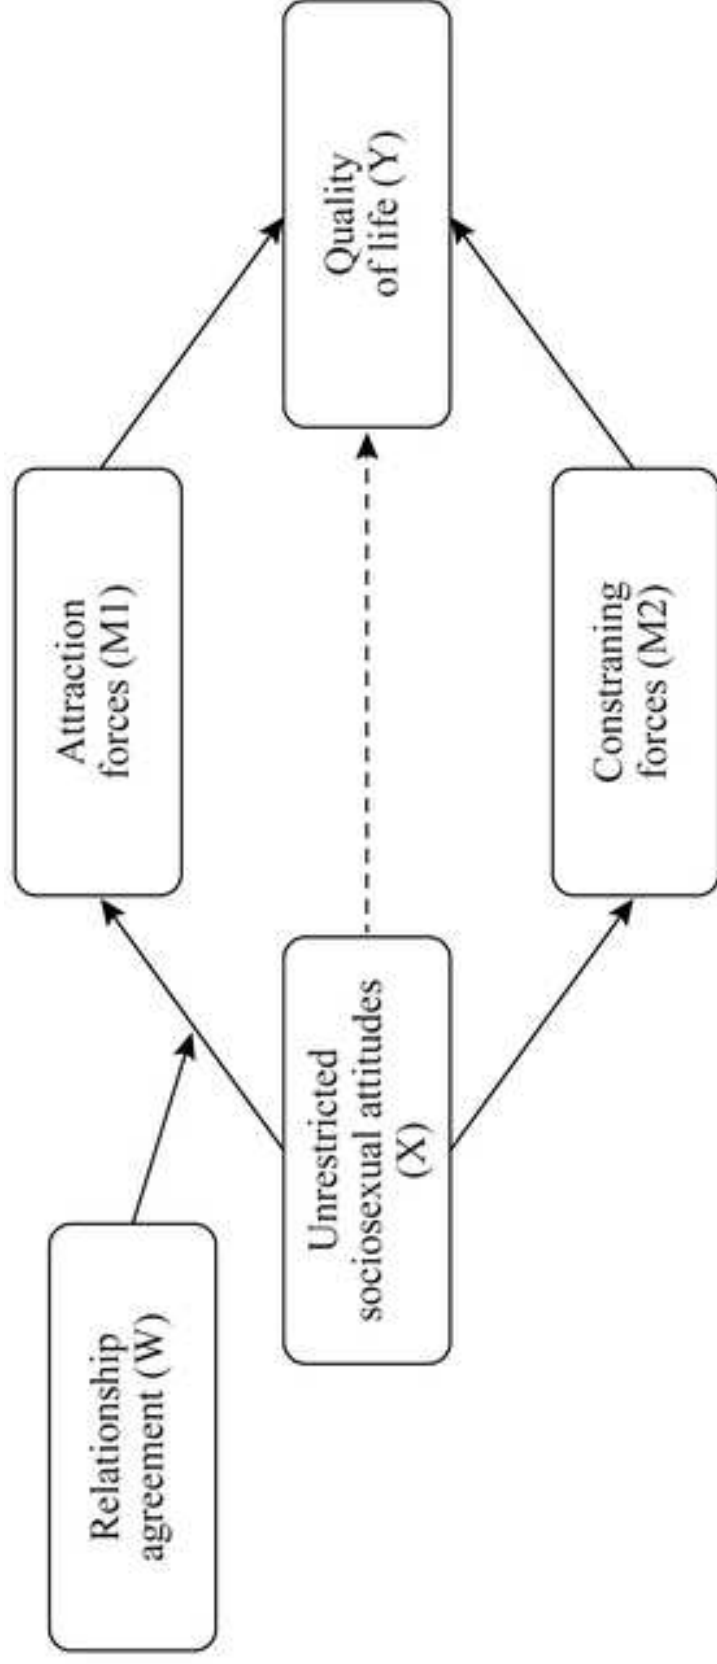 Relationship
agreement (W)
Attraction
forces (M1)
Unrestricted
sociosexual attitudes
(X)
Quality
of life (Y)
Constraning
forces (M2)